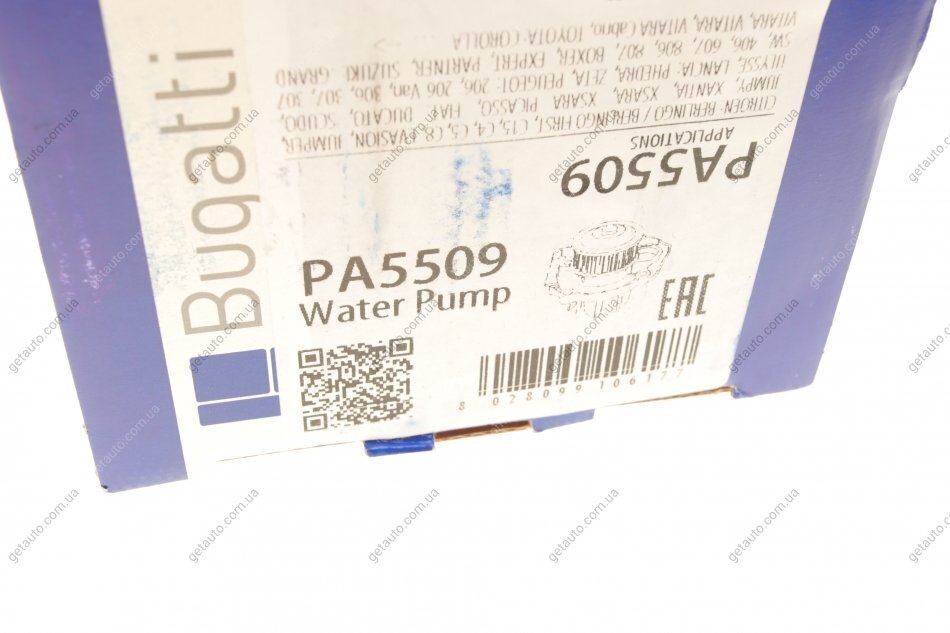 Bugatti
PA5509
Water Pump
8 028099 106177
EAC
PA5509
APPLICATIONS
CITROEN: BERLINGO / BERLINGO FIRST, C15, C4, C5, C8, EVASION, JUMPER,
JUMPY, XANTIA, XSARA, XSARA PICASSO, FIAT: DUCATO, SCUDO,
ULYSSE, LANCIA: PHEDRA, ZETA, PEUGEOT: 206, 206 Van, 306, 307, 307
SW, 406, 607, 806, 807, BOXER, EXPERT, PARTNER, SUZUKI: GRAND
VITARA, VITARA, VITARA Cabrio, TOYOTA: COROLLA
getauto.com.ua